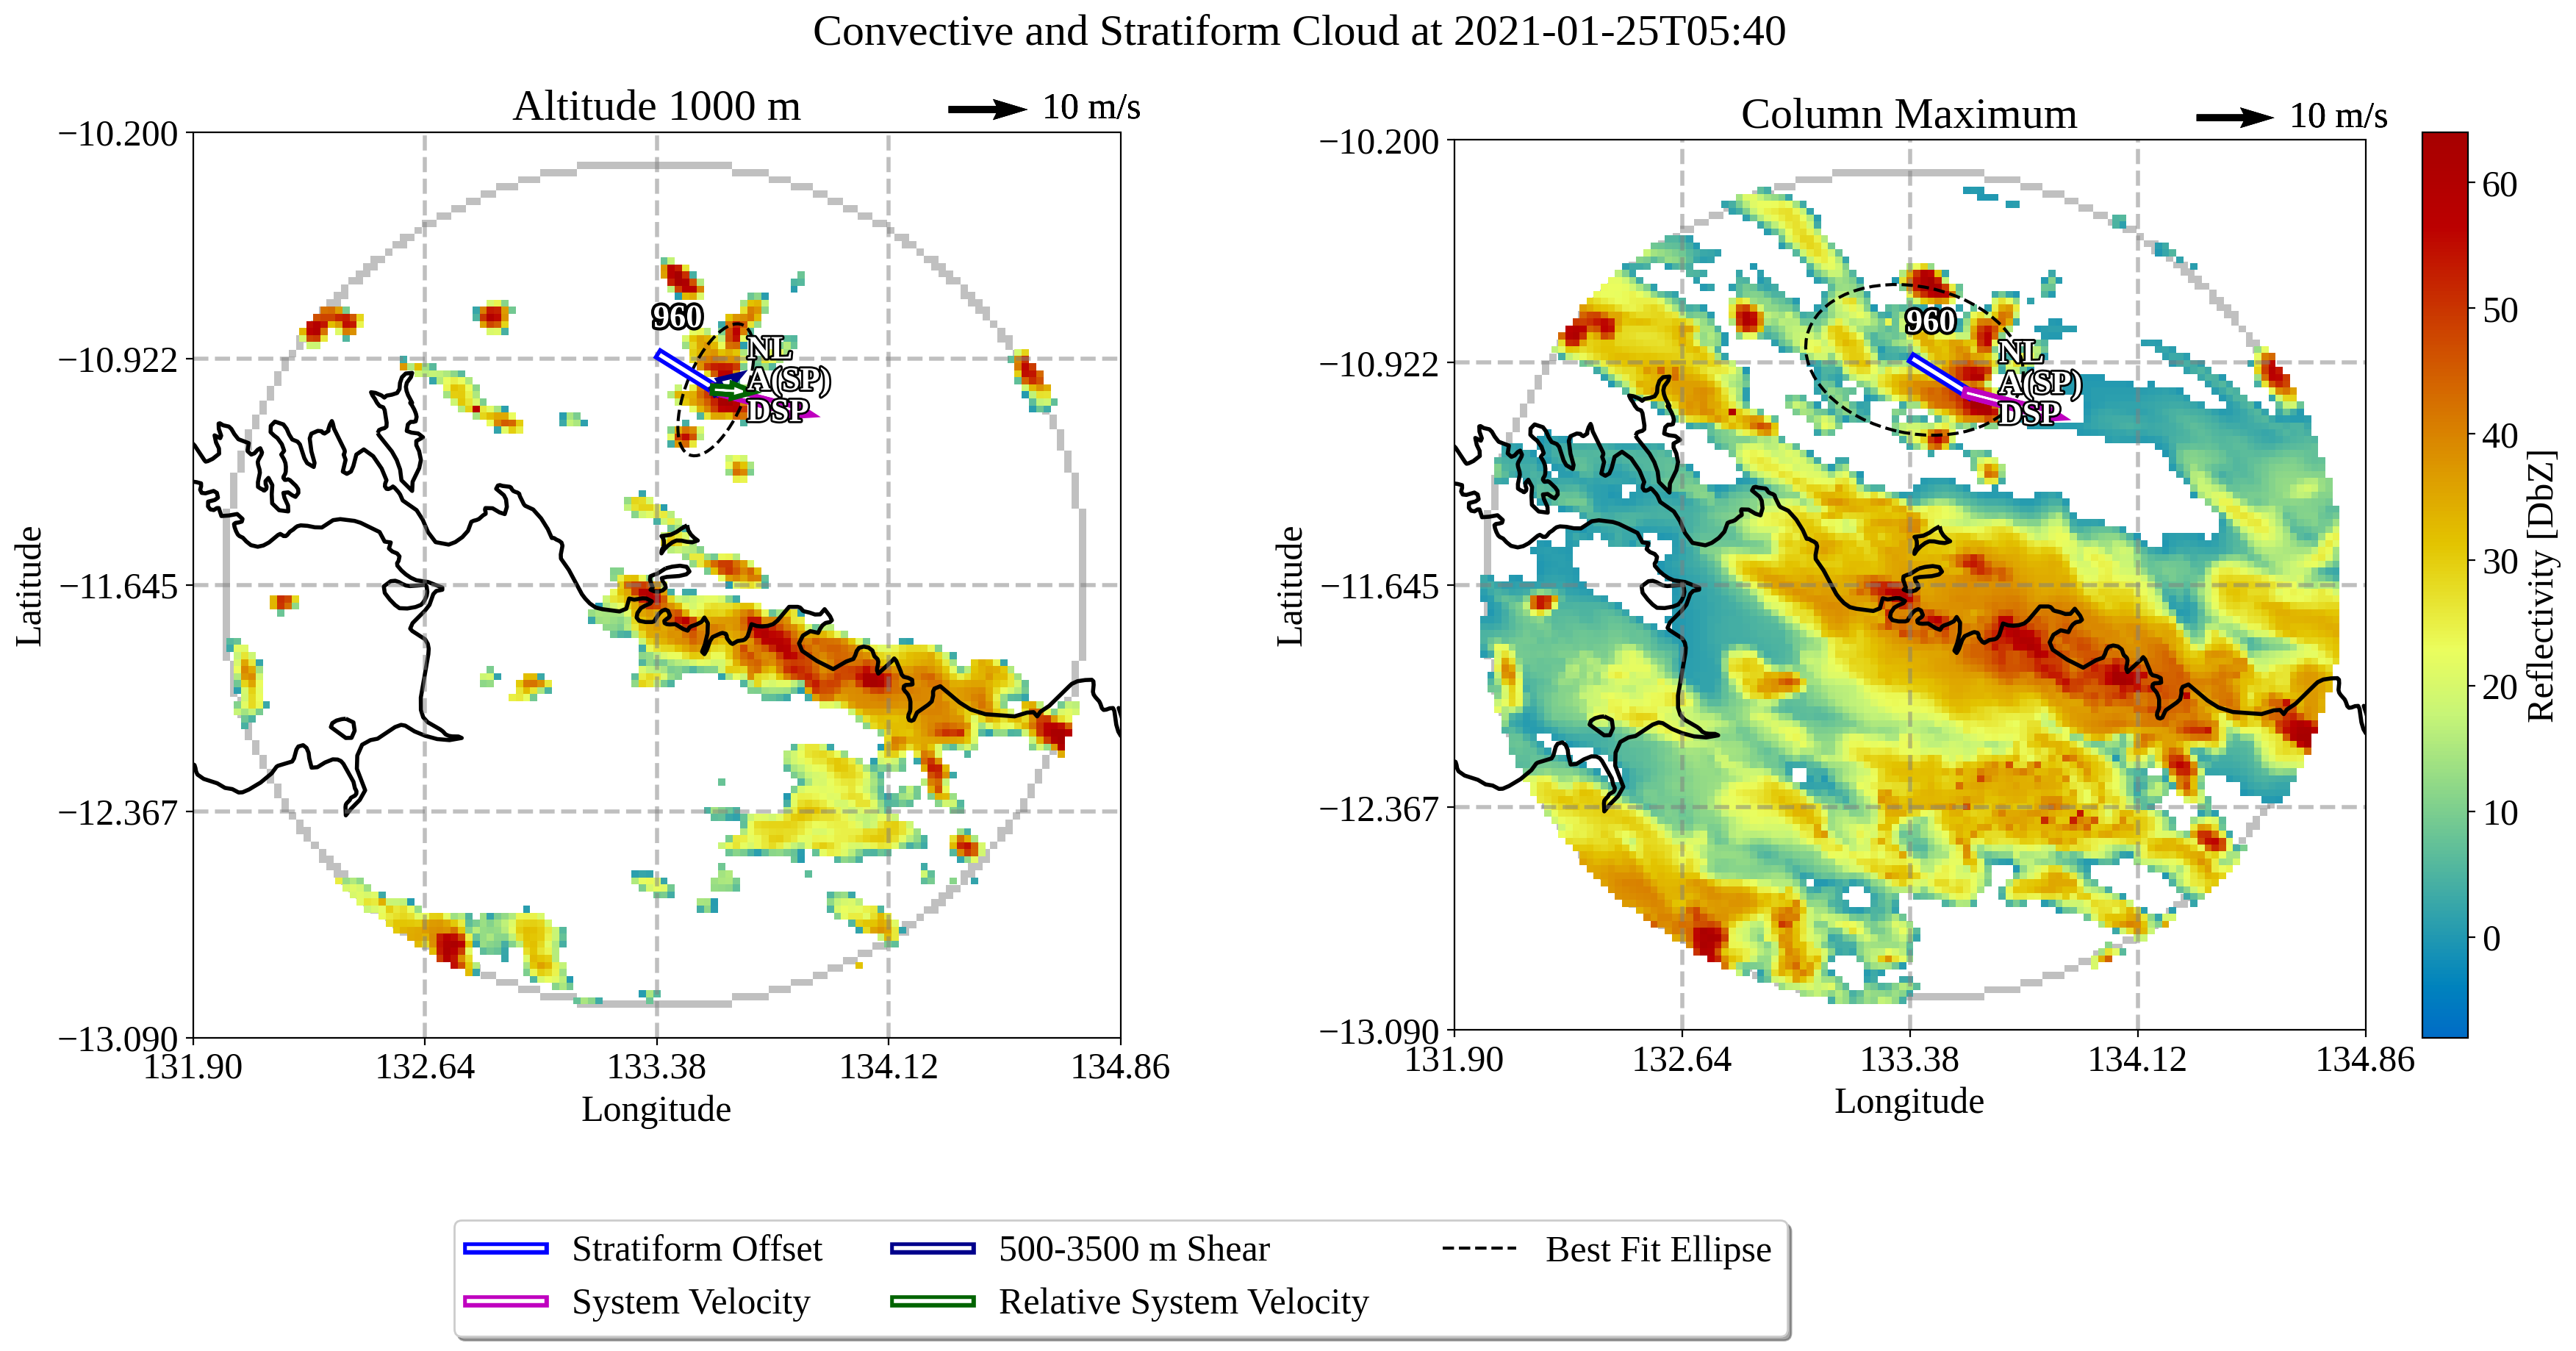 Convective and Stratiform Cloud at 2021-01-25T05:40
Altitude 1000 m
10 m/s
−10.200
−10.922
−11.645
−12.367
−13.090
Latitude
960
NL
A(SP)
DSP
131.90
132.64
133.38
134.12
134.86
Longitude
Column Maximum
10 m/s
−10.200
−10.922
−11.645
−12.367
−13.090
Latitude
960
NL
A(SP)
DSP
131.90
132.64
133.38
134.12
134.86
Longitude
60
50
40
30
20
10
0
Reflectivity [DbZ]
Stratiform Offset
System Velocity
500-3500 m Shear
Relative System Velocity
Best Fit Ellipse